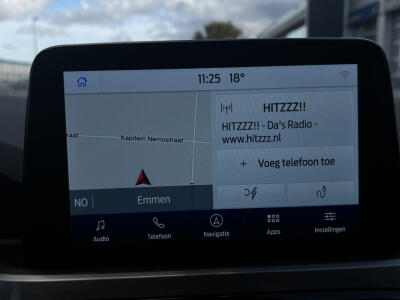 11:25 18°
HITZZZ!!
HITZZZ!! - Da's Radio -
www.hitzzz.nl
raat
Kapitein Nemostraat
+ Voeg telefoon toe
NO
Emmen
Audio
Telefoon
Navigatie
Apps
Instellingen